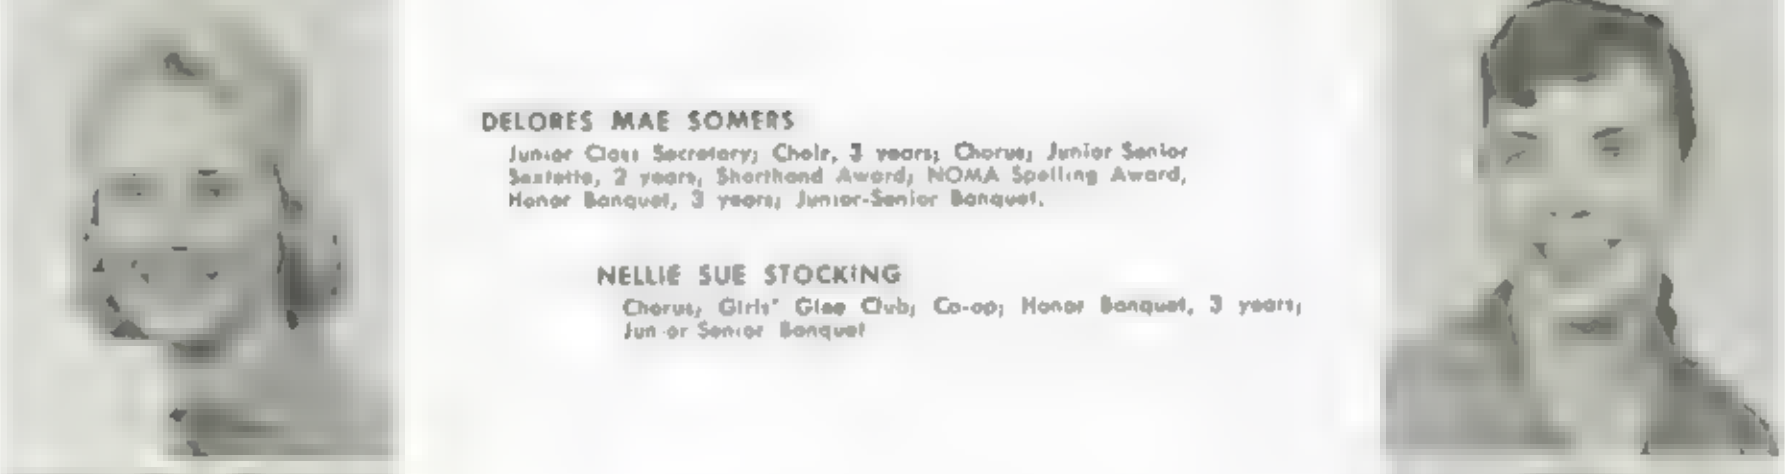 DELORES MAE SOMERS
Junior Class Secretary; Choir, 3 years; Chorus; Junior Senior
Sextette, 2 years, Shorthand Award; NOMA Spelling Award,
Honor Banquet, 3 years; Junior-Senior Banquet.
NELLIE SUE STOCKING
Chorus; Girls' Glee Club; Co-op; Honor Banquet, 3 years;
Junior Senior Banquet